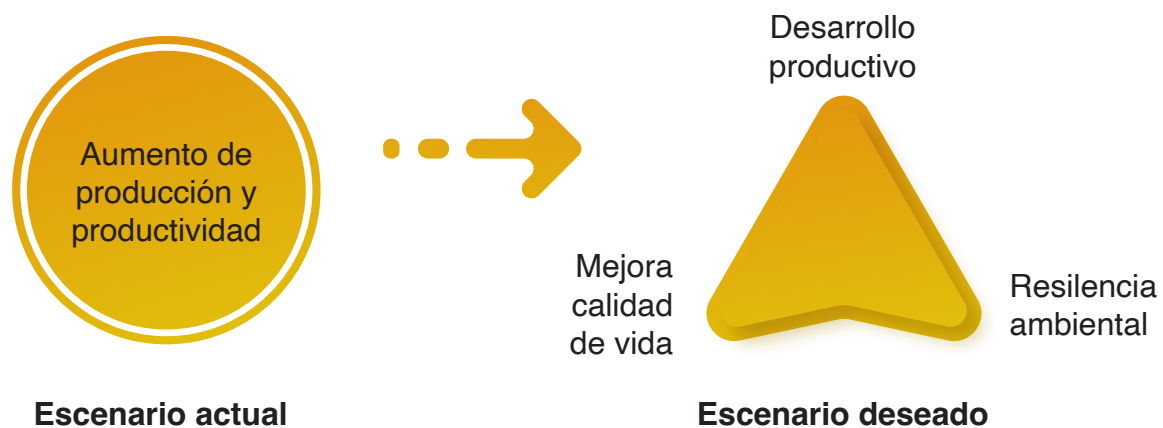 Aumento de
producción y
productividad
Escenario actual
Desarrollo
productivo
Mejora
calidad
de vida
Resilencia
ambiental
Escenario deseado